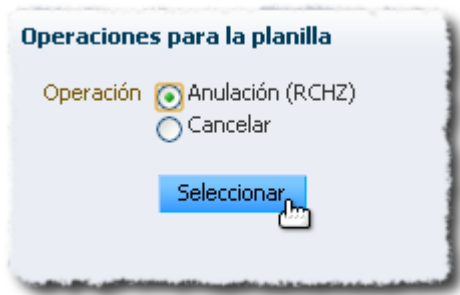 Operaciones para la planilla
Operación Anulación (RCHZ)
Cancelar
Seleccionar